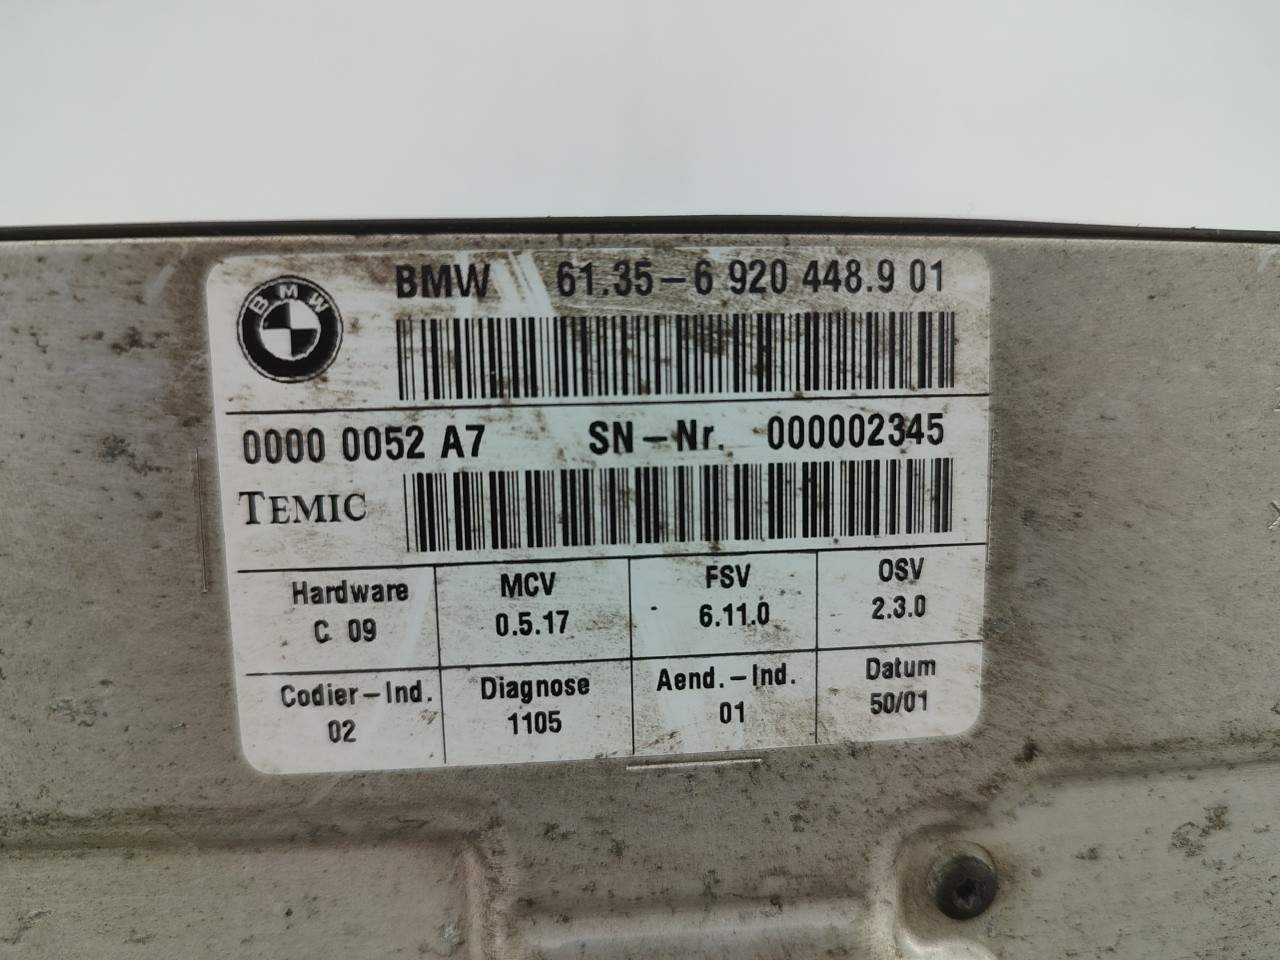 BMW
BMW 61.35-6 920 448.9 01
0000 0052 A7 SN-Nr. 000002345
TEMIC
Hardware MCV FSV OSV
C 09 0.5.17 6.11.0 2.3.0
Codier-Ind. Diagnose Aend.-Ind. Datum
02 1105 01 50/01